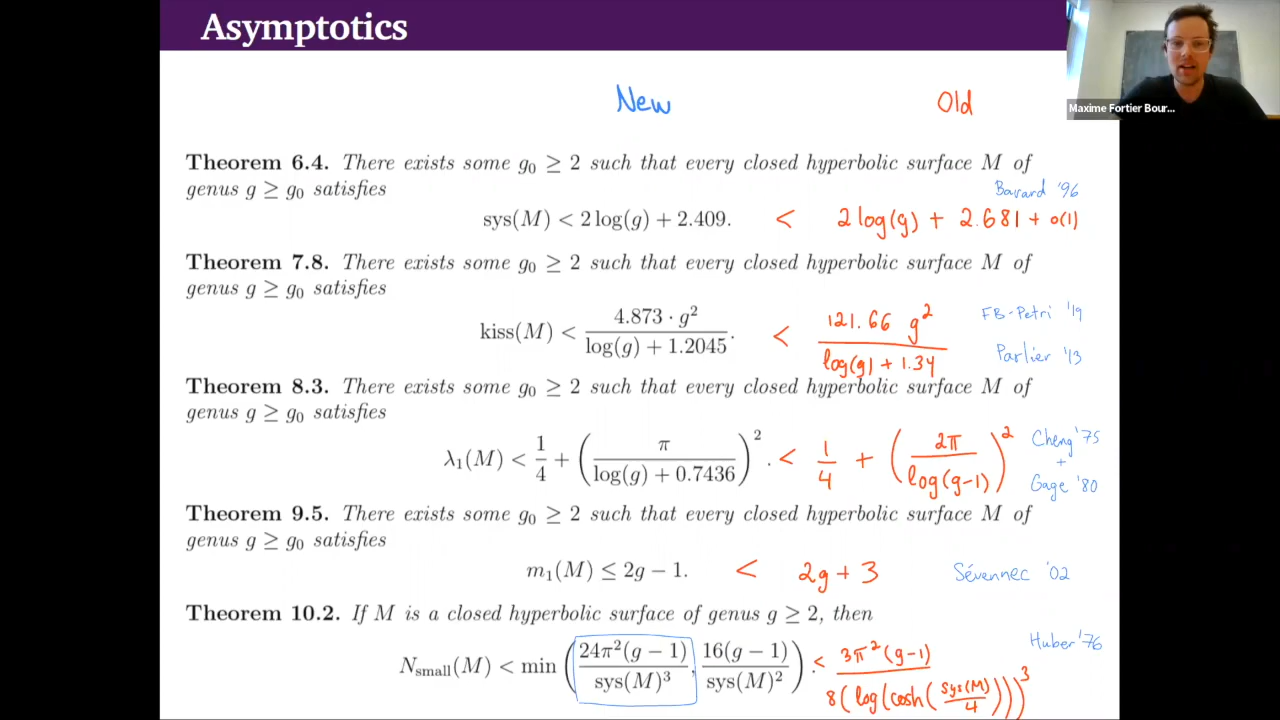 Asymptotics
Maxime Fortier Bour...
New Old
Theorem 6.4. There exists some g₀ ≥ 2 such that every closed hyperbolic surface M of
genus g ≥ g₀ satisfies
Bavard '96
sys(M) < 2 log(g) + 2.409. < 2 log(g) + 2.681 + o(1)
Theorem 7.8. There exists some g₀ ≥ 2 such that every closed hyperbolic surface M of
genus g ≥ g₀ satisfies
kiss(M) < 4.873 · g² / log(g) + 1.2045 . < 121.66 g² / log(g) + 1.34
FB-Petri '19
Parlier '13
Theorem 8.3. There exists some g₀ ≥ 2 such that every closed hyperbolic surface M of
genus g ≥ g₀ satisfies
λ₁(M) < 1/4 + (π / log(g) + 0.7436)². < 1/4 + (2π / log(g-1))²
Cheng '75
+
Gage '80
Theorem 9.5. There exists some g₀ ≥ 2 such that every closed hyperbolic surface M of
genus g ≥ g₀ satisfies
m₁(M) ≤ 2g − 1. < 2g + 3 Sévennec '02
Theorem 10.2. If M is a closed hyperbolic surface of genus g ≥ 2, then
Huber '76
N_small(M) < min (24π²(g − 1) / sys(M)³, 16(g − 1) / sys(M)²). < 3π²(g-1) / 8(log(cosh(sys(M)/4)))³